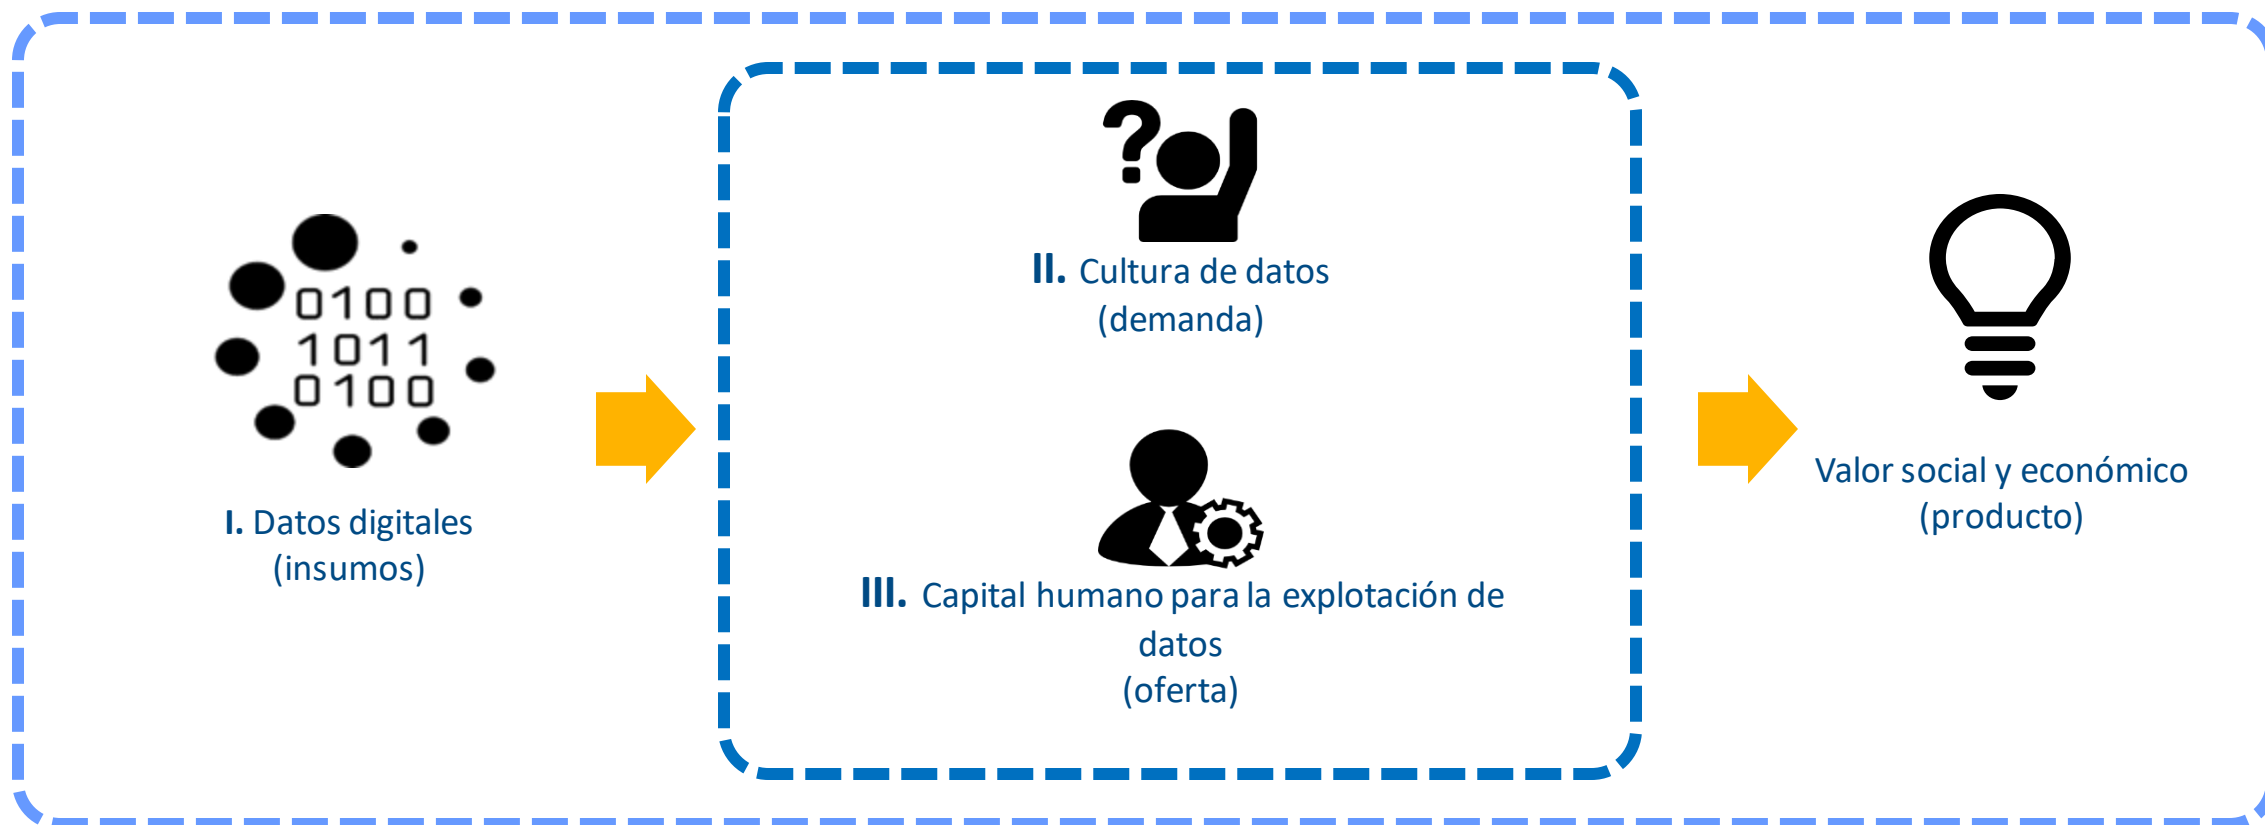 0100
1011
0100
I. Datos digitales
(insumos)
?
II. Cultura de datos
(demanda)
III. Capital humano para la explotación de
datos
(oferta)
Valor social y económico
(producto)